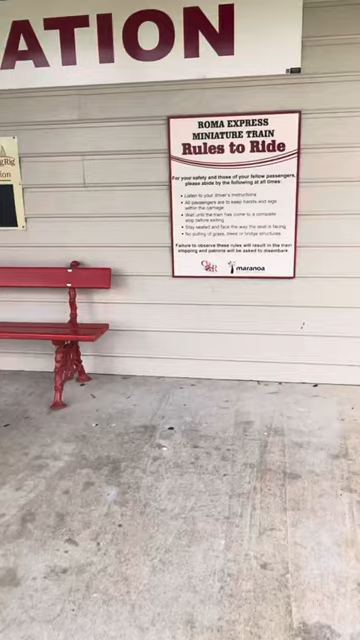 ATION
Rig
ion
ROMA EXPRESS
MINIATURE TRAIN
Rules to Ride
For your safety and those of your fellow passengers,
please abide by the following at all times:
• Listen to your driver's instructions
• All passengers are to keep hands and legs
within the carriage
• Wait until the train has come to a complete
stop before exiting
• Stay seated and face the way the seat is facing
• No pulling of grass, trees or bridge structures
Failure to observe these rules will result in the train
stopping and patrons will be asked to disembark
maranoa